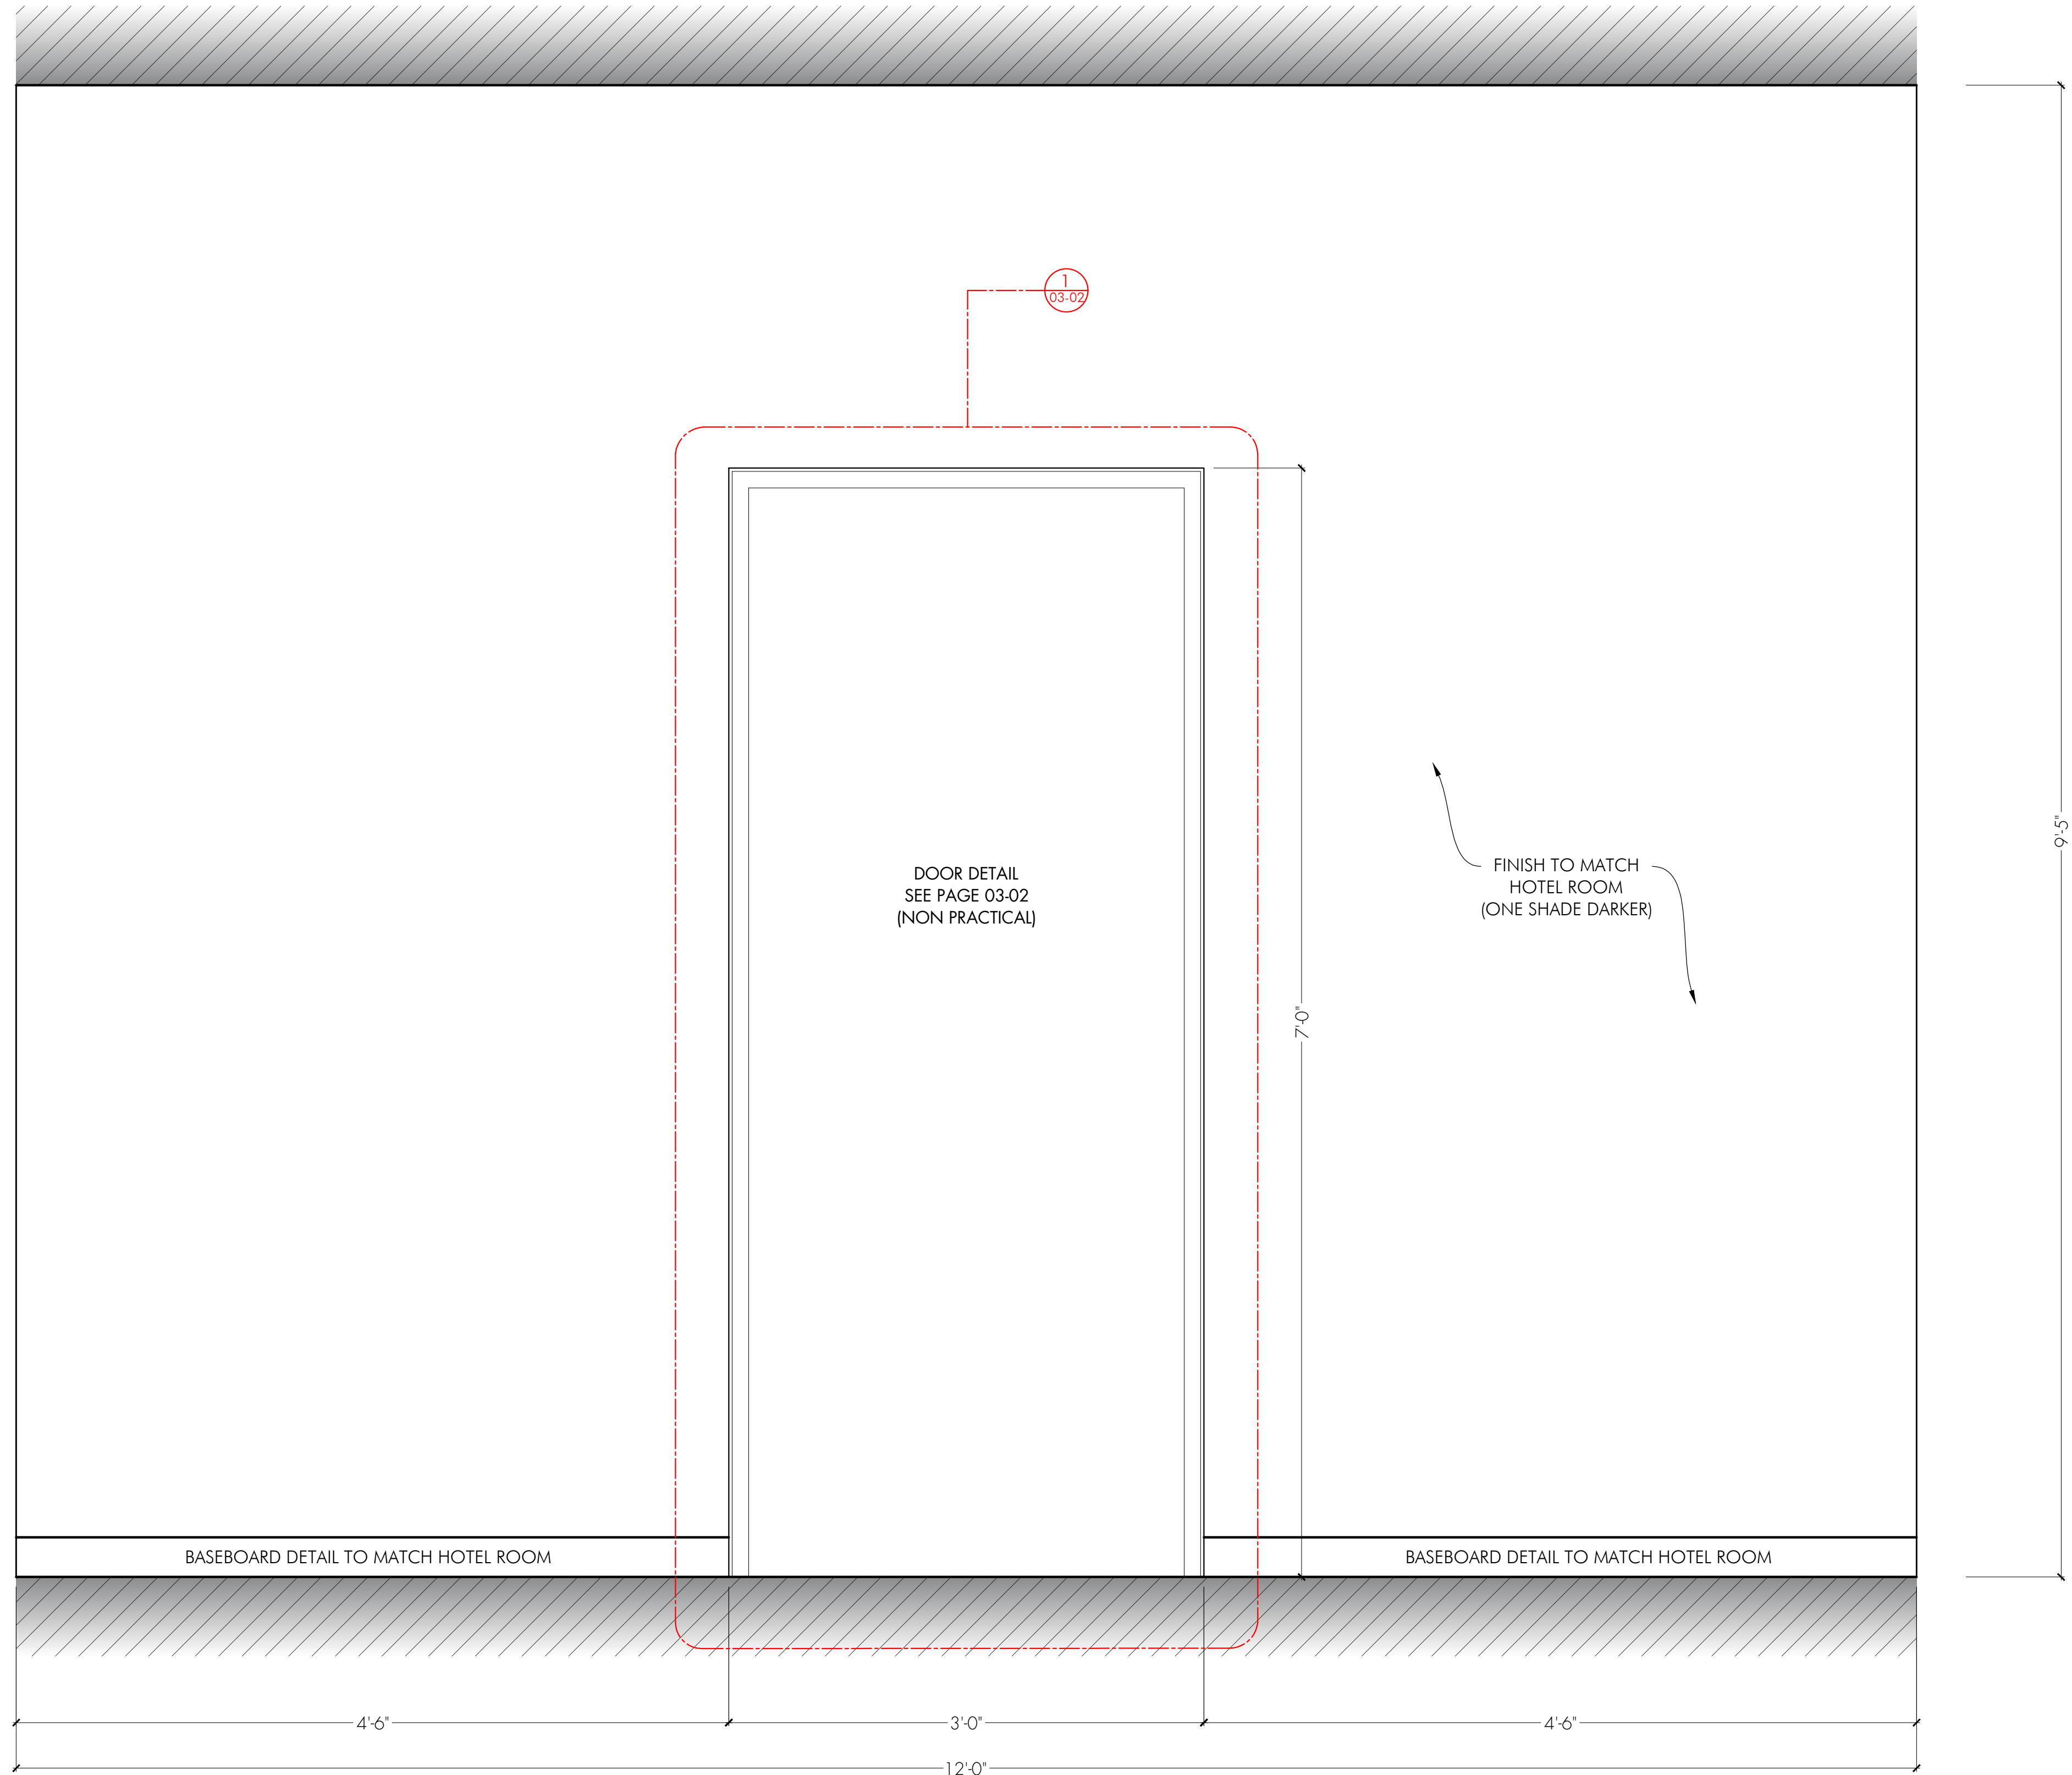 1
03-02
DOOR DETAIL
SEE PAGE 03-02
(NON PRACTICAL)
FINISH TO MATCH
HOTEL ROOM
(ONE SHADE DARKER)
9'-5"
7'-0"
BASEBOARD DETAIL TO MATCH HOTEL ROOM
BASEBOARD DETAIL TO MATCH HOTEL ROOM
4'-6"
3'-0"
4'-6"
12'-0"